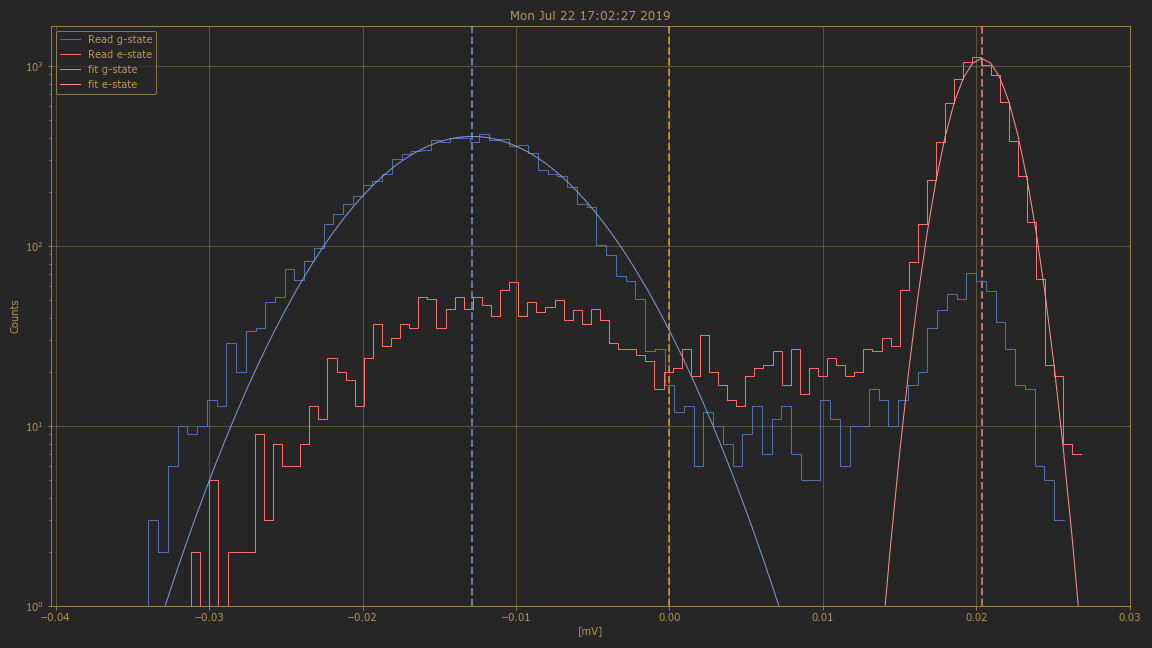 Mon Jul 22 17:02:27 2019
Read g-state
Read e-state
fit g-state
fit e-state
10³
10²
10¹
10⁰
Counts
−0.04 −0.03 −0.02 −0.01 0.00 0.01 0.02 0.03
[mV]